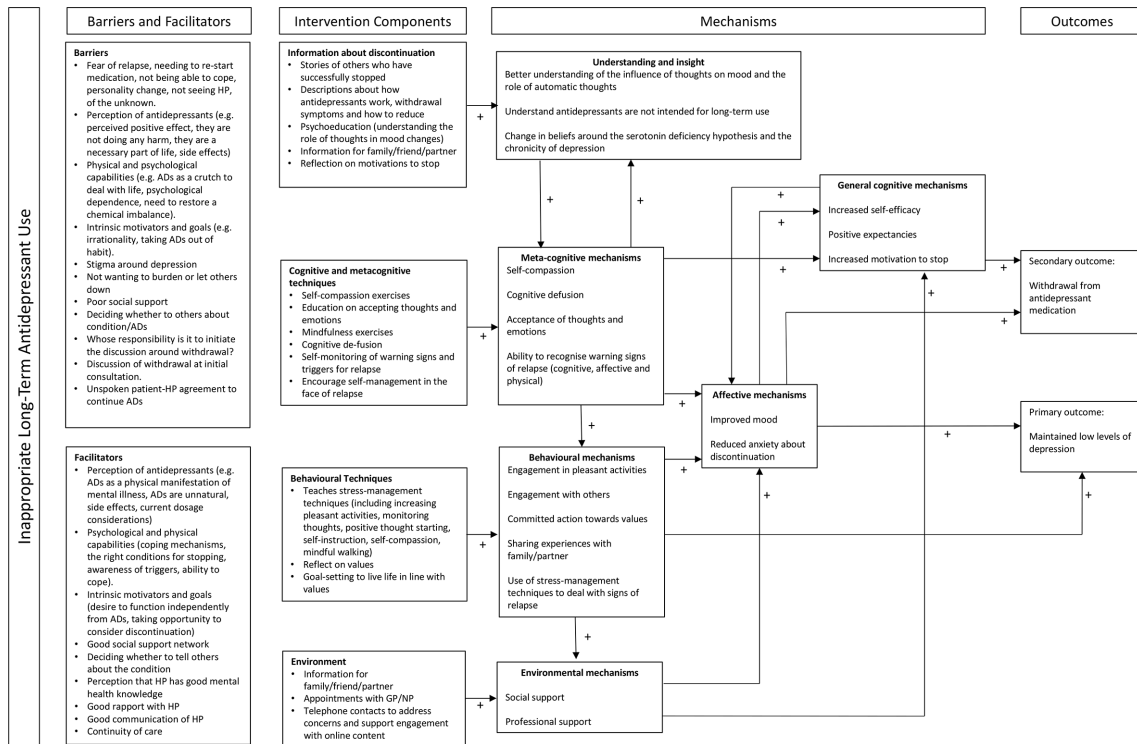 Inappropriate Long-Term Antidepressant Use
Barriers and Facilitators
Barriers
• Fear of relapse, needing to re-start
medication, not being able to cope,
personality change, not seeing HP,
of the unknown.
• Perception of antidepressants (e.g.
perceived positive effect, they are
not doing any harm, they are a
necessary part of life, side effects)
• Physical and psychological
capabilities (e.g. ADs as a crutch to
deal with life, psychological
dependence, need to restore a
chemical imbalance).
• Intrinsic motivators and goals (e.g.
irrationality, taking ADs out of
habit).
• Stigma around depression
• Not wanting to burden or let others
down
• Poor social support
• Deciding whether to others about
condition/ADs
• Whose responsibility is it to initiate
the discussion around withdrawal?
• Discussion of withdrawal at initial
consultation.
• Unspoken patient-HP agreement to
continue ADs
Facilitators
• Perception of antidepressants (e.g.
ADs as a physical manifestation of
mental illness, ADs are unnatural,
side effects, current dosage
considerations)
• Psychological and physical
capabilities (coping mechanisms,
the right conditions for stopping,
awareness of triggers, ability to
cope).
• Intrinsic motivators and goals
(desire to function independently
from ADs, taking opportunity to
consider discontinuation)
• Good social support network
• Deciding whether to tell others
about the condition
• Perception that HP has good mental
health knowledge
• Good rapport with HP
• Good communication of HP
• Continuity of care
Intervention Components
Information about discontinuation
• Stories of others who have
successfully stopped
• Descriptions about how
antidepressants work, withdrawal
symptoms and how to reduce
• Psychoeducation (understanding the
role of thoughts in mood changes)
• Information for family/friend/partner
• Reflection on motivations to stop
+
Cognitive and metacognitive
techniques
• Self-compassion exercises
• Education on accepting thoughts and
emotions
• Mindfulness exercises
• Cognitive de-fusion
• Self-monitoring of warning signs and
triggers for relapse
• Encourage self-management in the
face of relapse
+
Behavioural Techniques
• Teaches stress-management
techniques (including increasing
pleasant activities, monitoring
thoughts, positive thought starting,
self-instruction, self-compassion,
mindful walking)
• Reflect on values
• Goal-setting to live life in line with
values
+
Environment
• Information for
family/friend/partner
• Appointments with GP/NP
• Telephone contacts to address
concerns and support engagement
with online content
+
Mechanisms
Understanding and insight
Better understanding of the influence of thoughts on mood and the
role of automatic thoughts
Understand antidepressants are not intended for long-term use
Change in beliefs around the serotonin deficiency hypothesis and the
chronicity of depression
+
+
Meta-cognitive mechanisms
Self-compassion
Cognitive defusion
Acceptance of thoughts and
emotions
Ability to recognise warning signs
of relapse (cognitive, affective and
physical)
+
+
+
Behavioural mechanisms
Engagement in pleasant activities
Engagement with others
Committed action towards values
Sharing experiences with
family/partner
Use of stress-management
techniques to deal with signs of
relapse
+
+
+
Environmental mechanisms
Social support
Professional support
+
+
General cognitive mechanisms
Increased self-efficacy
Positive expectancies
Increased motivation to stop
+
+
+
Affective mechanisms
Improved mood
Reduced anxiety about
discontinuation
+
+
Outcomes
Secondary outcome:
Withdrawal from
antidepressant
medication
Primary outcome:
Maintained low levels of
depression